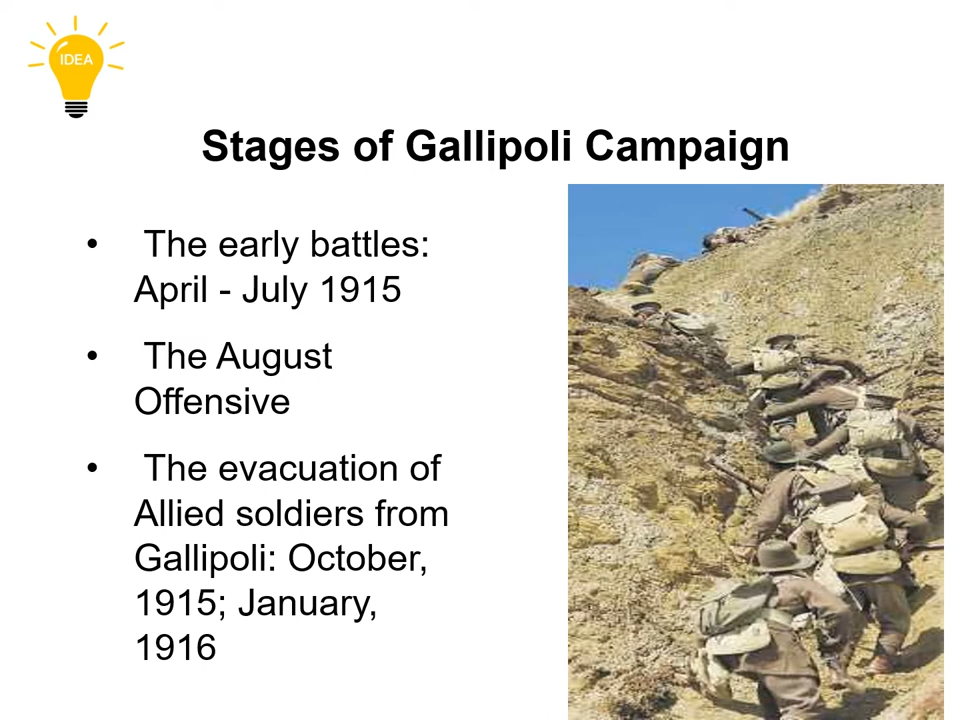 IDEA
Stages of Gallipoli Campaign
• The early battles:
April - July 1915
• The August
Offensive
• The evacuation of
Allied soldiers from
Gallipoli: October,
1915; January,
1916